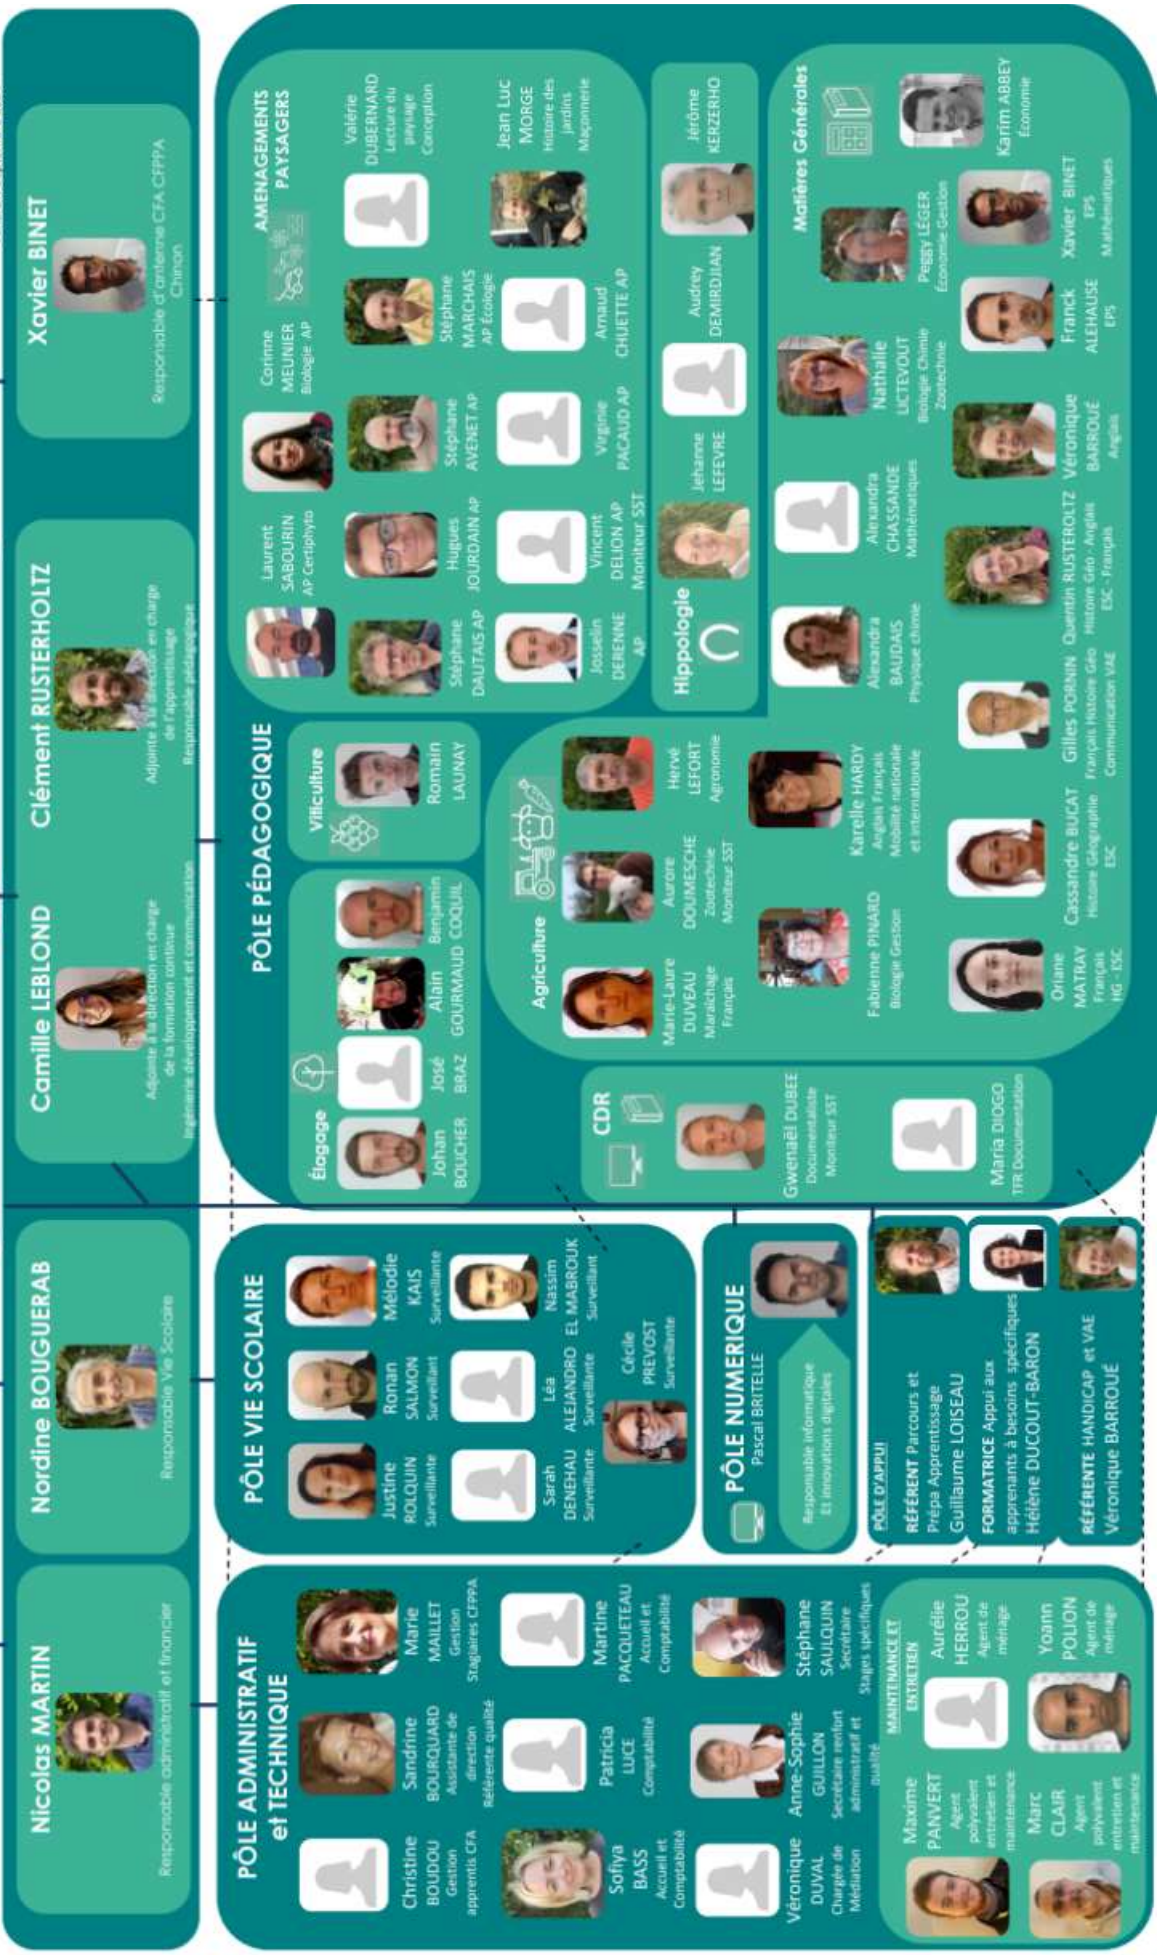 Nicolas MARTIN
Responsable administratif et financier
Nordine BOUGUERAB
Responsable Vie Scolaire
Camille LEBLOND
Adjointe à la direction en charge
de la formation continue
Ingénierie développement et communication
Clément RUSTERHOLTZ
Adjointe à la direction en charge
de l'apprentissage
Responsable pédagogique
Xavier BINET
Responsable d'antenne CFA CFPPA
Chinon
PÔLE ADMINISTRATIF
et TECHNIQUE
Christine
BOUDOU
Gestion
apprentis CFA
Sandrine
BOURQUARD
Assistante de
direction
Référente qualité
Marie
MAILLET
Gestion
Stagiaires CFPPA
Sofiya
BASS
Accueil et
Comptabilité
Patricia
LUCE
Comptabilité
Martine
PACQUETEAU
Accueil et
Comptabilité
Véronique
DUVAL
Chargée de
Médiation
Anne-Sophie
GUILLON
Secrétaire renfort
administratif et
qualité
Stéphane
SAULQUIN
Secrétaire
Stages spécifiques
MAINTENANCE ET
ENTRETIEN
Maxime
PANVERT
Agent
polyvalent
entretien et
maintenance
Aurélie
HERROU
Agent de
ménage
Marc
CLAIR
Agent
polyvalent
entretien et
maintenance
Yoann
POLION
Agent de
ménage
PÔLE VIE SCOLAIRE
Justine
ROLQUIN
Surveillante
Ronan
SALMON
Surveillant
Mélodie
KAIS
Surveillante
Sarah
DENEHAU
Surveillante
Léa
ALEJANDRO
Surveillante
Nassim
EL MABROUK
Surveillant
Cécile
PREVOST
Surveillante
PÔLE NUMERIQUE
Pascal BRITELLE
Responsable informatique
Et innovations digitales
PÔLE D'APPUI
RÉFÉRENT Parcours et
Prépa Apprentissage
Guillaume LOISEAU
FORMATRICE Appui aux
apprenants à besoins spécifiques
Hélène DUCOUT-BARON
RÉFÉRENTE HANDICAP et VAE
Véronique BARROUÉ
PÔLE PÉDAGOGIQUE
Élagage
Johan
BOUCHER
José
BRAZ
Alain
GOURMAUD
Benjamin
COQUIL
Viticulture
Romain
LAUNAY
AMENAGEMENTS
PAYSAGERS
Laurent
SABOURIN
AP Certiphyto
Corinne
MEUNIER
Biologie AP
Stéphane
DAUTAIS AP
Hugues
JOURDAIN AP
Stéphane
AVENET AP
Stéphane
MARCHAIS
AP Écologie
Valérie
DUBERNARD
Lecture du
paysage
Conception
Josselin
DERENNE
AP
Vincent
DELION AP
Moniteur SST
Virginie
PACAUD AP
Arnaud
CHUETTE AP
Jean Luc
MORGE
Histoire des
jardins
Maçonnerie
Agriculture
Marie-Laure
DUVEAU
Maraîchage
Français
Aurore
DOUMESCHE
Zootechnie
Moniteur SST
Hervé
LEFORT
Agronomie
Hippologie
Jehanne
LEFEVRE
Audrey
DEMIRDJIAN
Jérôme
KERZERHO
CDR
Gwenaël DUBEE
Documentaliste
Moniteur SST
Maria DIOGO
TFR Documentation
Matières Générales
Fabienne PINARD
Biologie Gestion
Karelle HARDY
Anglais Français
Mobilité nationale
et internationale
Alexandra
BAUDAIS
Physique chimie
Alexandra
CHASSANDE
Mathématiques
Nathalie
LICTEVOUT
Biologie Chimie
Zootechnie
Peggy LÉGER
Économie Gestion
Karim ABBEY
Économie
Oriane
MATRAY
Français
HG - ESC
Cassandre BUCAT
Histoire Géographie
ESC
Gilles PORNIN
Français Histoire Géo
Communication VAE
Quentin RUSTEROLTZ
Histoire Géo - Anglais
ESC - Français
Véronique
BARROUÉ
Anglais
Franck
ALEHAUSE
EPS
Xavier BINET
EPS
Mathématiques